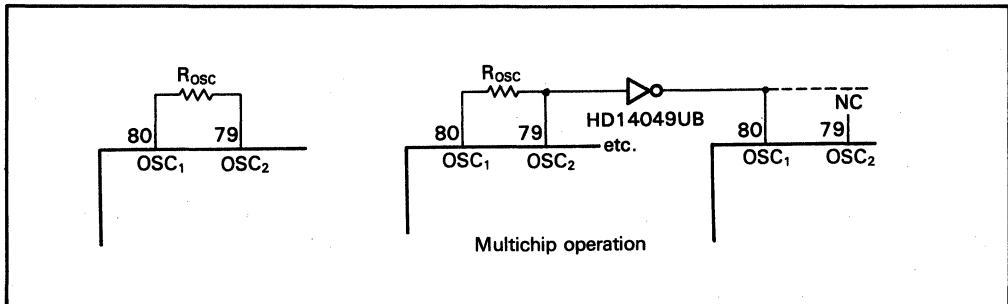 Rosc
80 79
OSC₁ OSC₂
Rosc
HD14049UB
NC
80 79 etc. 80 79
OSC₁ OSC₂ OSC₁ OSC₂
Multichip operation